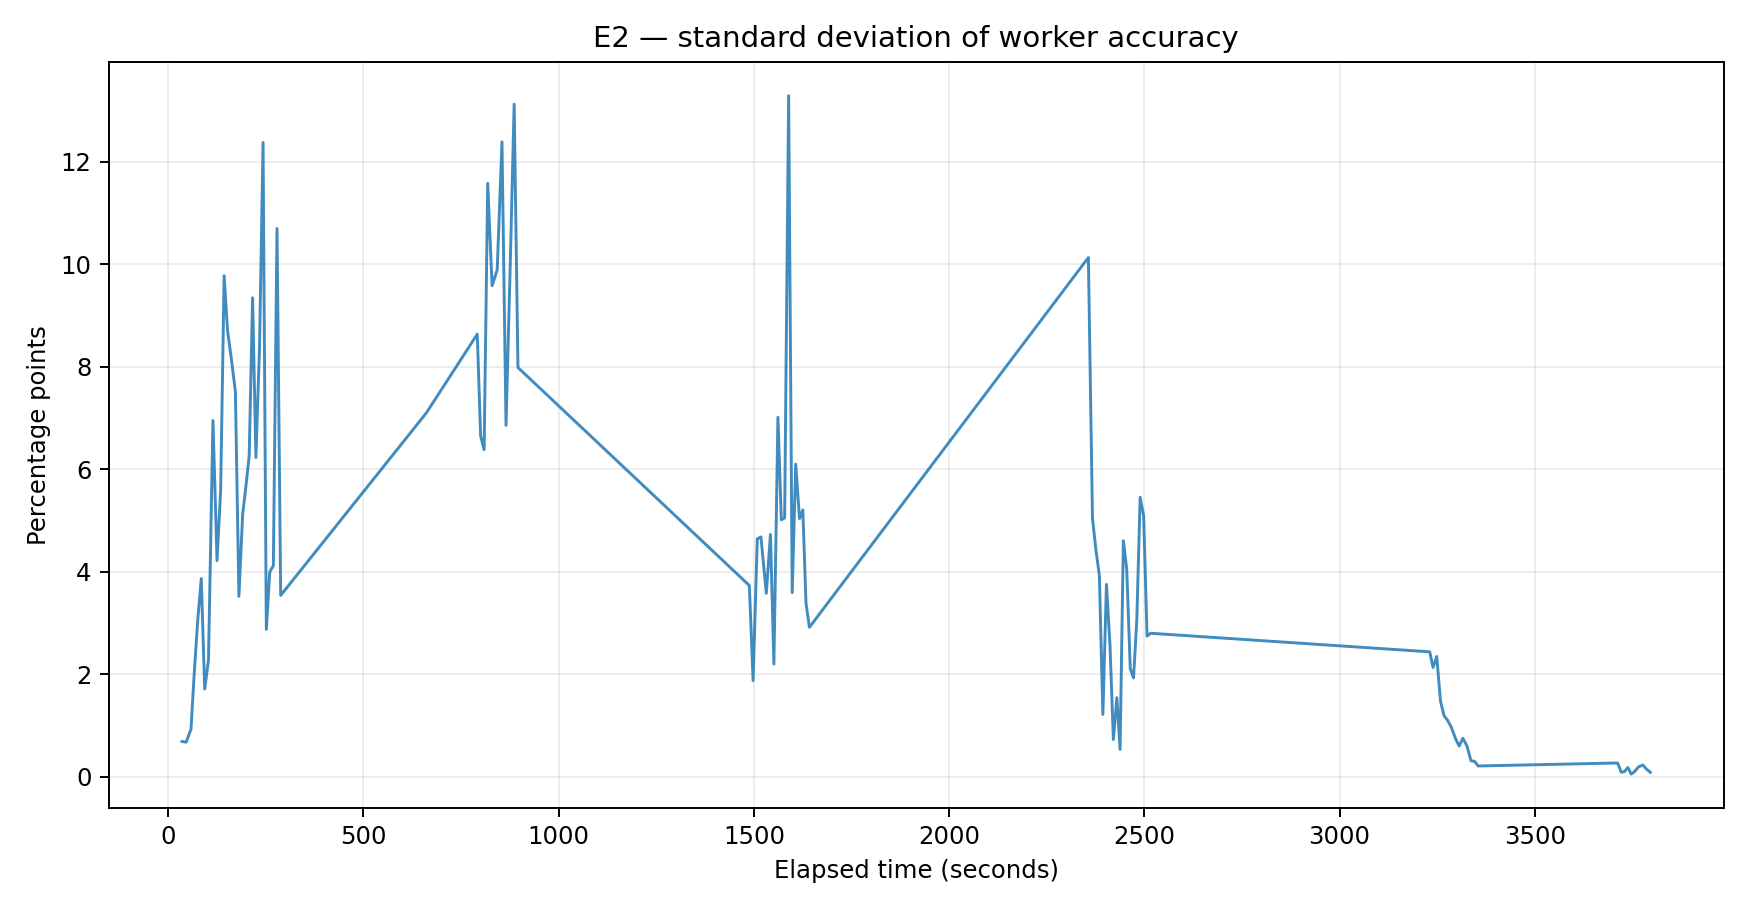 E2 — standard deviation of worker accuracy
Percentage points
12
10
8
6
4
2
0
0 500 1000 1500 2000 2500 3000 3500
Elapsed time (seconds)